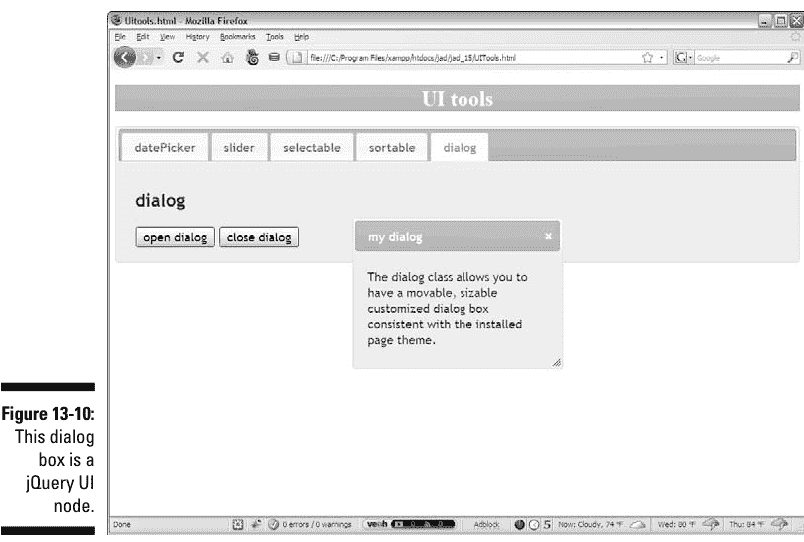 UItools.html - Mozilla Firefox
File Edit View History Bookmarks Tools Help
file:///C:/Program Files/xampp/htdocs/jad/jad_15/UITools.html
Google
UI tools
datePicker slider selectable sortable dialog
dialog
open dialog close dialog
my dialog
The dialog class allows you to
have a movable, sizable
customized dialog box
consistent with the installed
page theme.
Figure 13-10:
This dialog
box is a
jQuery UI
node.
Done 0 errors / 0 warnings veoh Adblock 5 Now: Cloudy, 74 °F Wed: 80 °F Thu: 84 °F